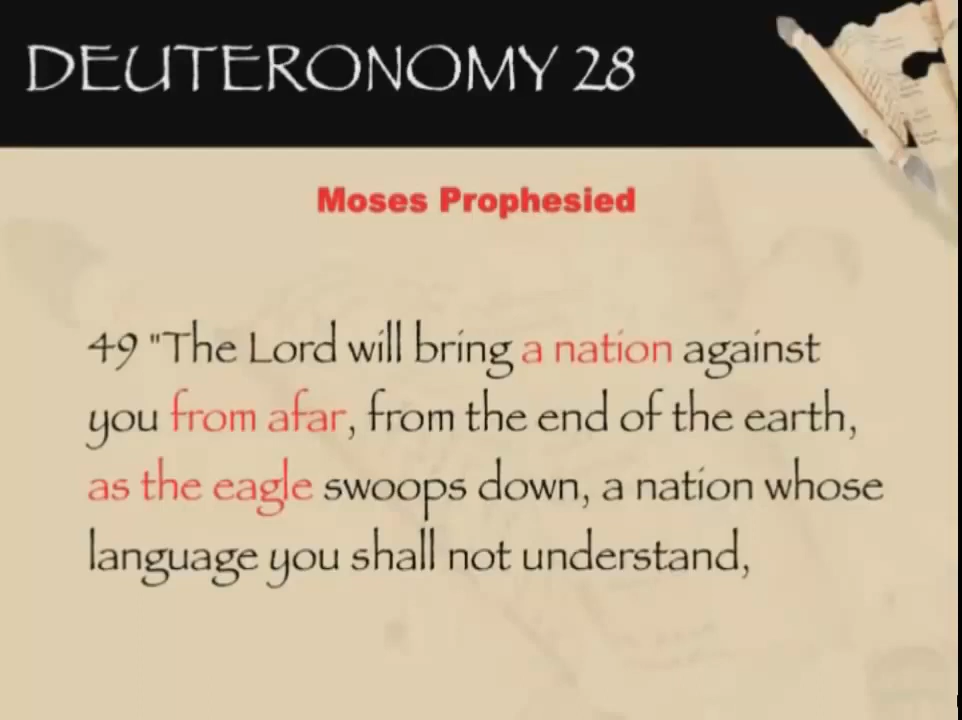 DEUTERONOMY 28
Moses Prophesied
49 "The Lord will bring a nation against
you from afar, from the end of the earth,
as the eagle swoops down, a nation whose
language you shall not understand,